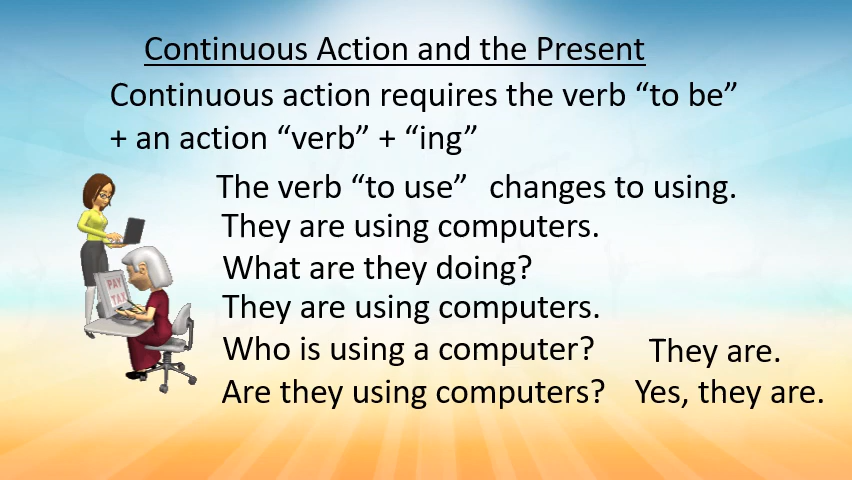 Continuous Action and the Present
Continuous action requires the verb “to be”
+ an action “verb” + “ing”
The verb “to use”  changes to using.
They are using computers.
What are they doing?
PAY
TAX
They are using computers.
Who is using a computer?  They are.
Are they using computers?  Yes, they are.